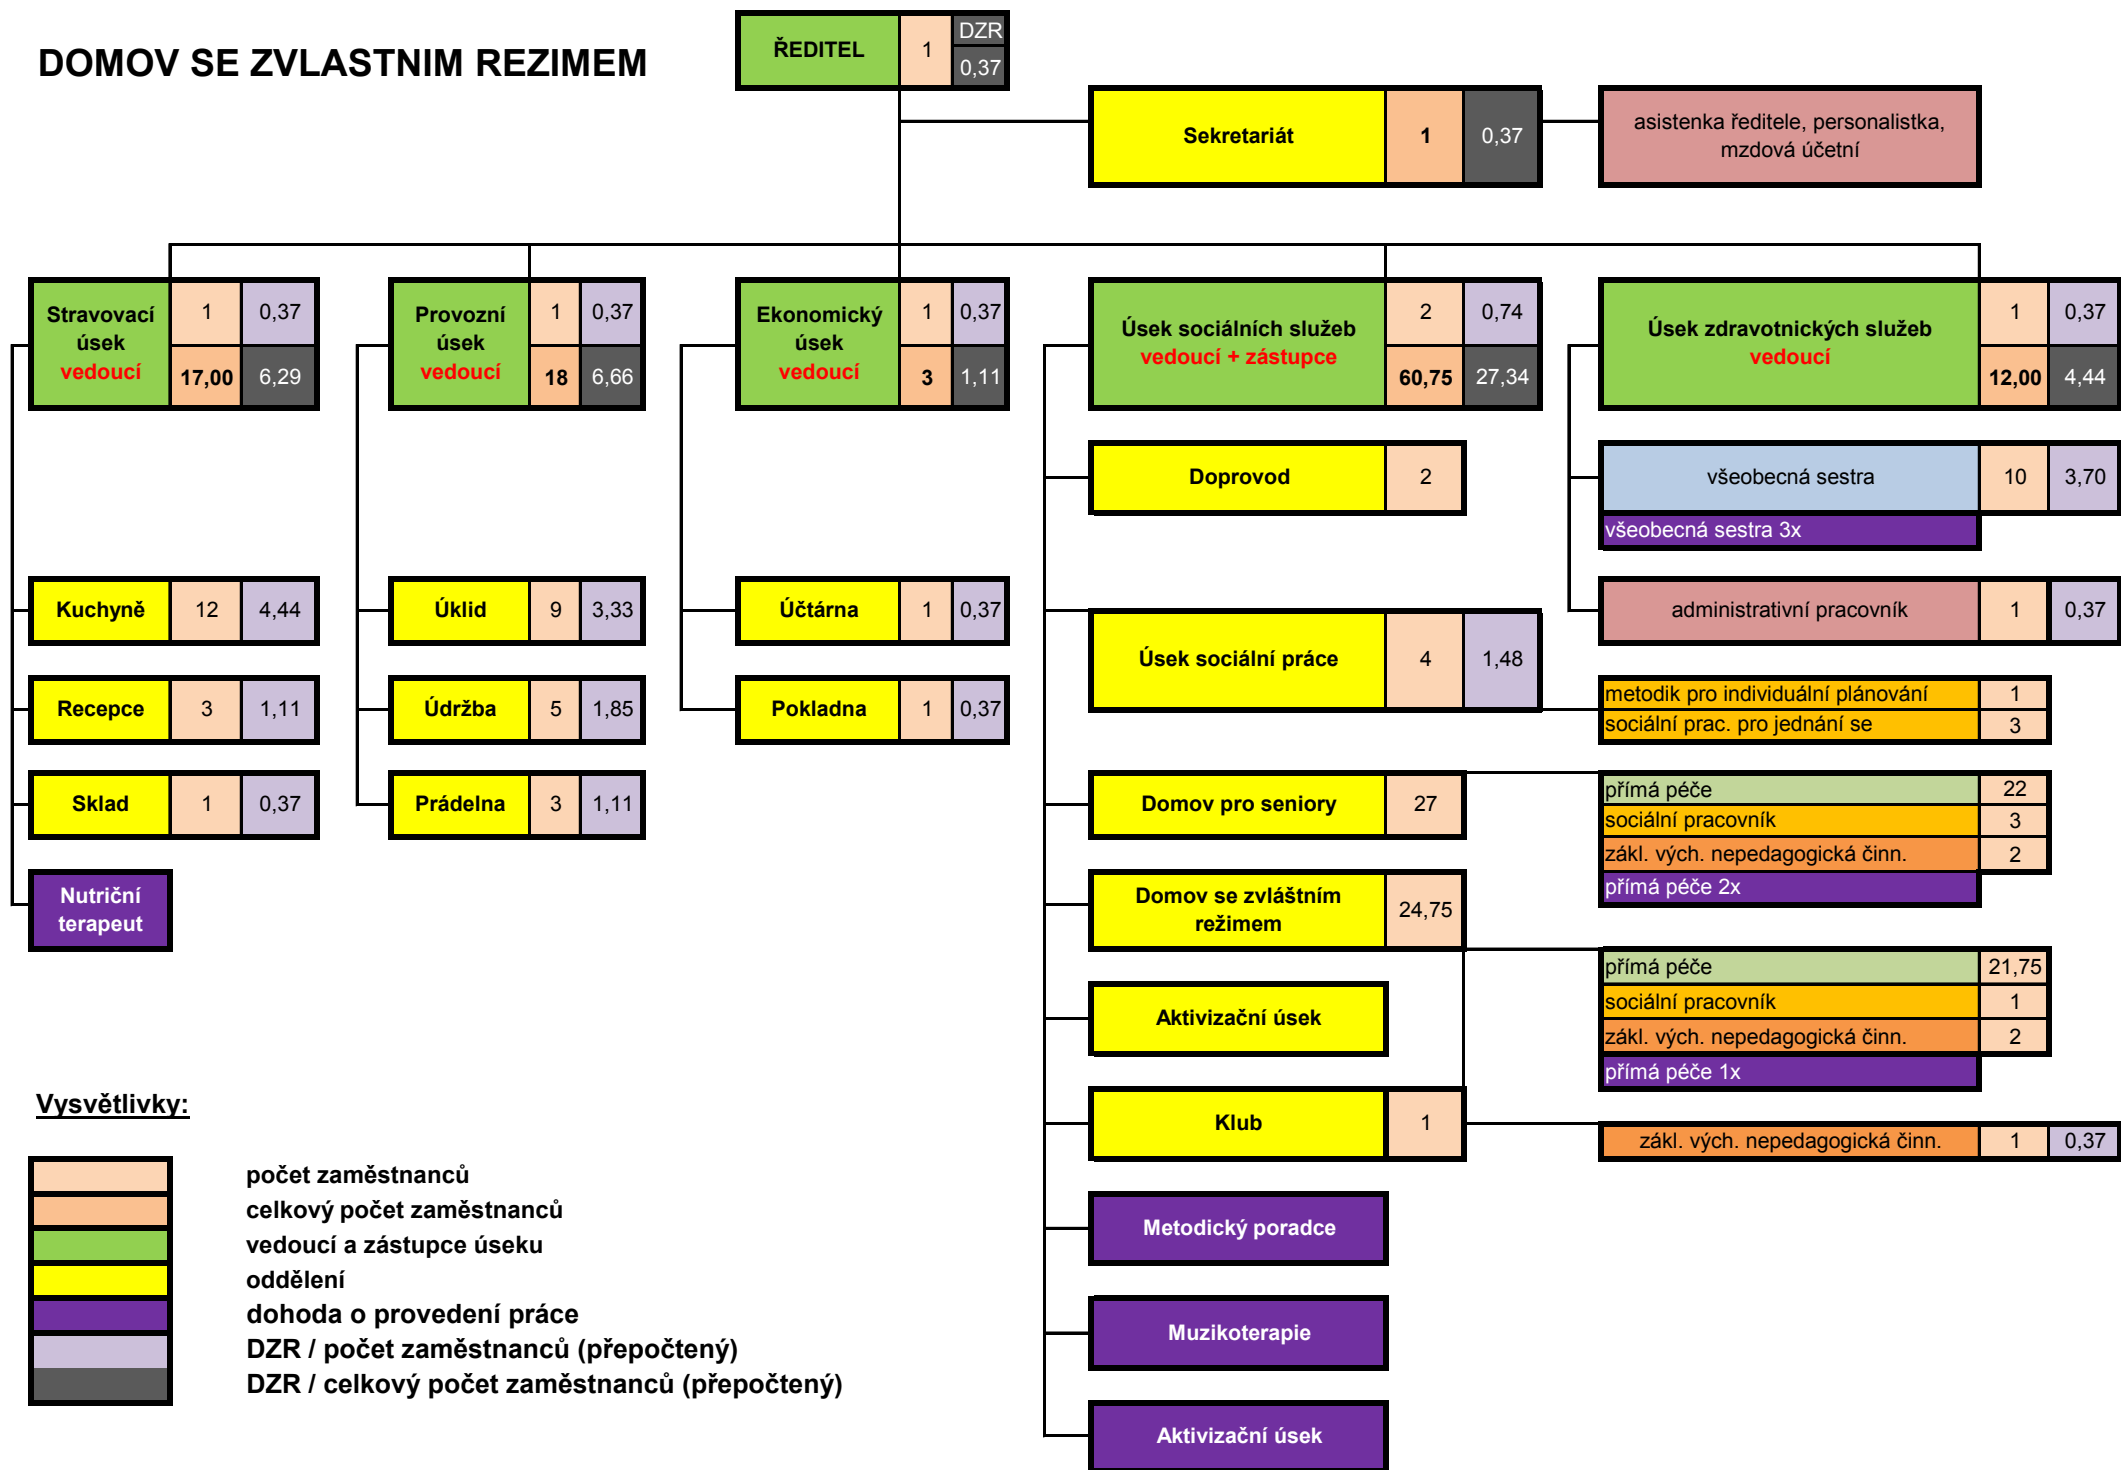 DOMOV SE ZVLASTNIM REZIMEM
ŘEDITEL 1 DZR
0,37
Sekretariát 1 0,37
asistenka ředitele, personalistka,
mzdová účetní
Stravovací
úsek
vedoucí
1 0,37
17,00 6,29
Provozní
úsek
vedoucí
1 0,37
18 6,66
Ekonomický
úsek
vedoucí
1 0,37
3 1,11
Úsek sociálních služeb
vedoucí + zástupce
2 0,74
60,75 27,34
Úsek zdravotnických služeb
vedoucí
1 0,37
12,00 4,44
Doprovod 2
všeobecná sestra 10 3,70
všeobecná sestra 3x
Kuchyně 12 4,44
Úklid 9 3,33
Účtárna 1 0,37
Úsek sociální práce 4 1,48
administrativní pracovník 1 0,37
Recepce 3 1,11
Údržba 5 1,85
Pokladna 1 0,37
metodik pro individuální plánování 1
sociální prac. pro jednání se 3
Sklad 1 0,37
Prádelna 3 1,11
Domov pro seniory 27
přímá péče 22
sociální pracovník 3
zákl. vých. nepedagogická činn. 2
přímá péče 2x
Nutriční
terapeut
Domov se zvláštním
režimem
24,75
přímá péče 21,75
sociální pracovník 1
zákl. vých. nepedagogická činn. 2
přímá péče 1x
Aktivizační úsek
Klub 1
zákl. vých. nepedagogická činn. 1 0,37
Metodický poradce
Muzikoterapie
Aktivizační úsek
Vysvětlivky:
počet zaměstnanců
celkový počet zaměstnanců
vedoucí a zástupce úseku
oddělení
dohoda o provedení práce
DZR / počet zaměstnanců (přepočtený)
DZR / celkový počet zaměstnanců (přepočtený)